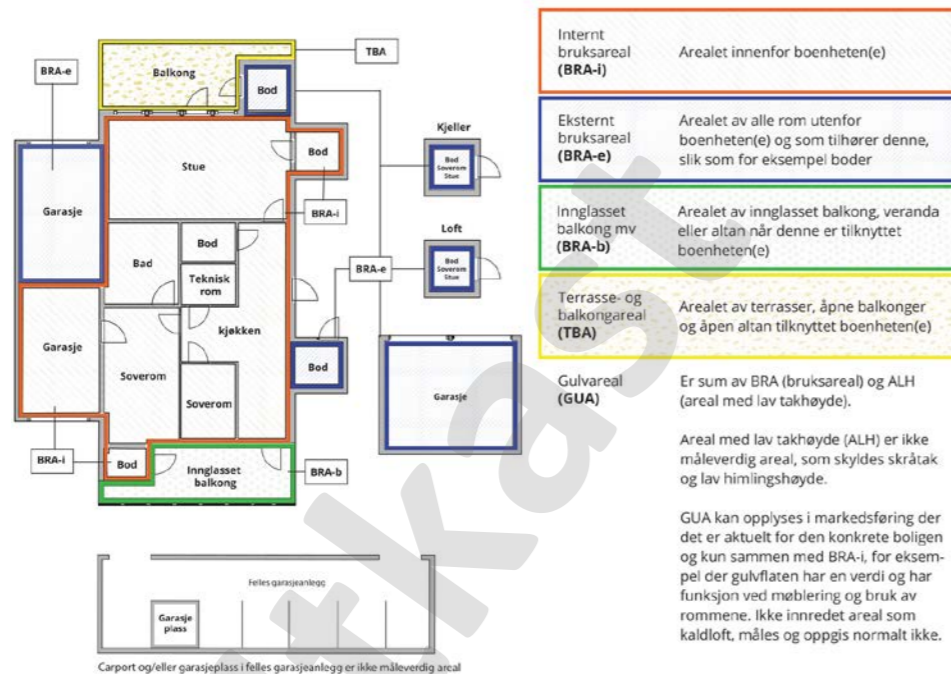 TBA
BRA-e
Balkong
Bod
Kjeller
Bod
Soverom
Stue
Stue
Bod
BRA-i
Garasje
Loft
Bod
Soverom
Stue
Bad
Bod
Teknisk
rom
BRA-e
kjøkken
Garasje
Soverom
Bod
Soverom
Garasje
BRA-i
Bod
Innglasset
balkong
BRA-b
Felles garasjeanlegg
Garasje
plass
Carport og/eller garasjeplass i felles garasjeanlegg er ikke måleverdig areal
Internt
bruksareal
(BRA-i)
Arealet innenfor boenheten(e)
Eksternt
bruksareal
(BRA-e)
Arealet av alle rom utenfor
boenheten(e) og som tilhører denne,
slik som for eksempel boder
Innglasset
balkong mv
(BRA-b)
Arealet av innglasset balkong, veranda
eller altan når denne er tilknyttet
boenheten(e)
Terrasse- og
balkongareal
(TBA)
Arealet av terrasser, åpne balkonger
og åpen altan tilknyttet boenheten(e)
Gulvareal
(GUA)
Er sum av BRA (bruksareal) og ALH
(areal med lav takhøyde).
Areal med lav takhøyde (ALH) er ikke
måleverdig areal, som skyldes skråtak
og lav himlingshøyde.
GUA kan opplyses i markedsføring der
det er aktuelt for den konkrete boligen
og kun sammen med BRA-i, for eksem-
pel der gulvflaten har en verdi og har
funksjon ved møblering og bruk av
rommene. Ikke innredet areal som
kaldloft, måles og oppgis normalt ikke.